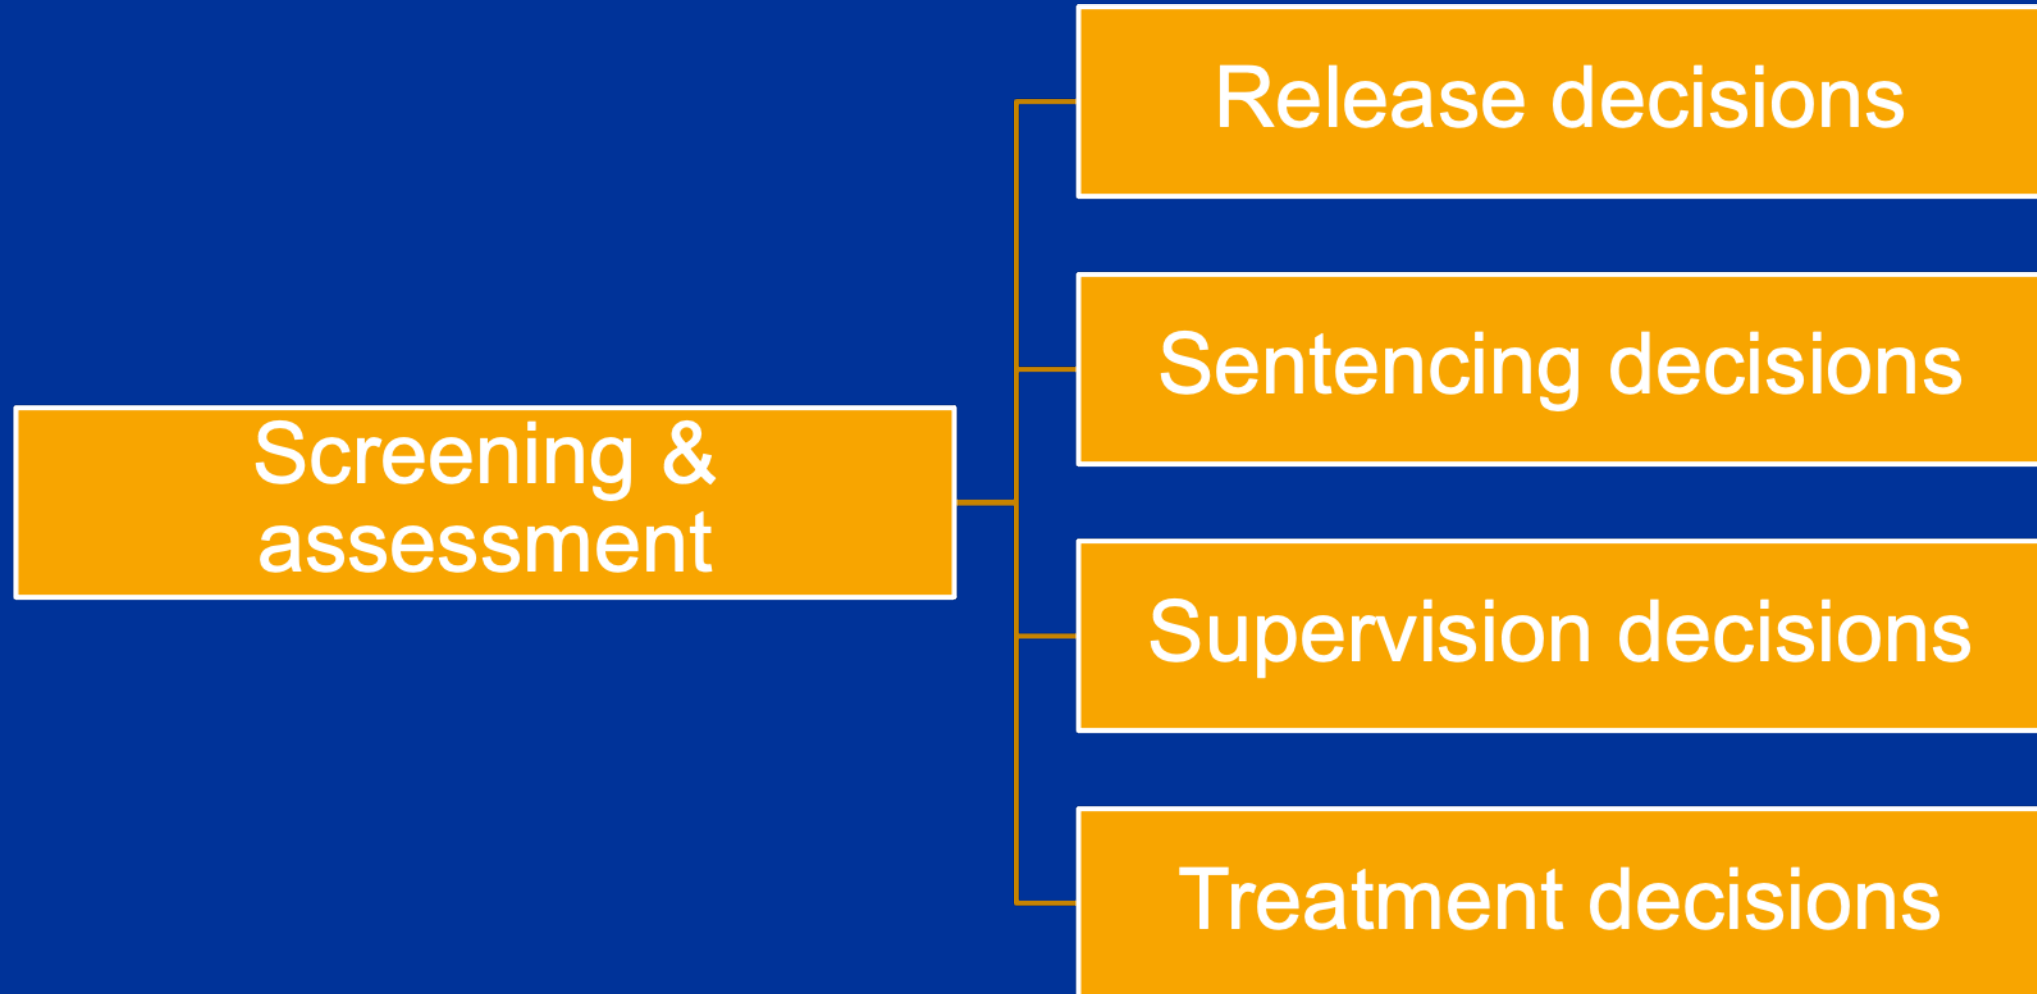 Release decisions
Sentencing decisions
Screening &
assessment
Supervision decisions
Treatment decisions